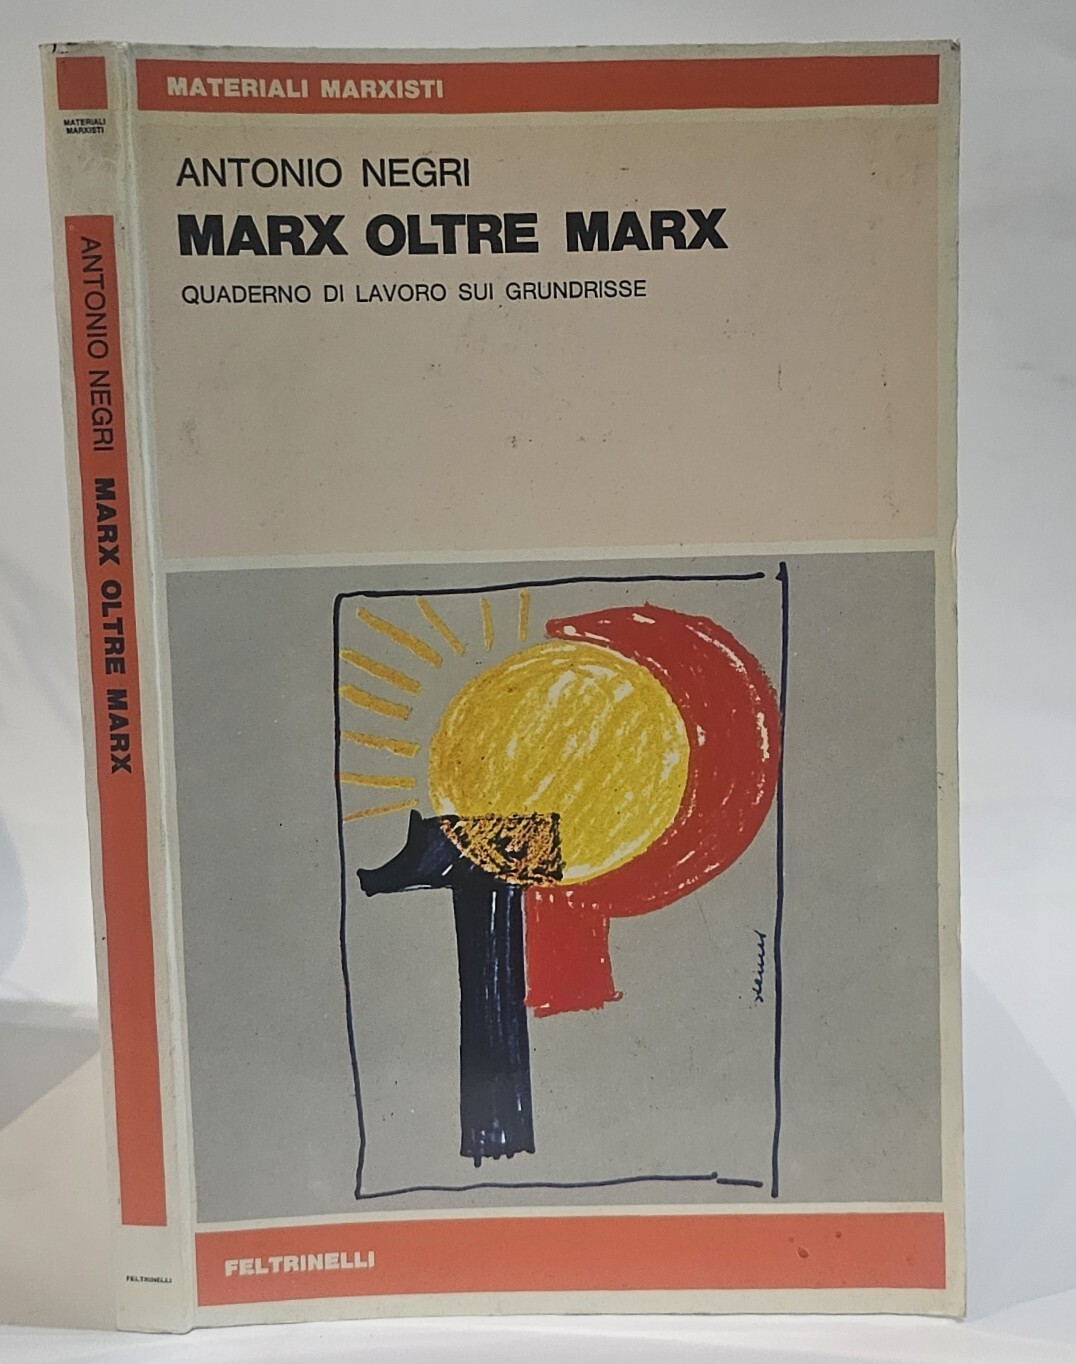 MATERIALI MARXISTI
ANTONIO NEGRI
MARX OLTRE MARX
QUADERNO DI LAVORO SUI GRUNDRISSE
FELTRINELLI
MATERIALI
MARXISTI
ANTONIO NEGRI MARX OLTRE MARX
FELTRINELLI